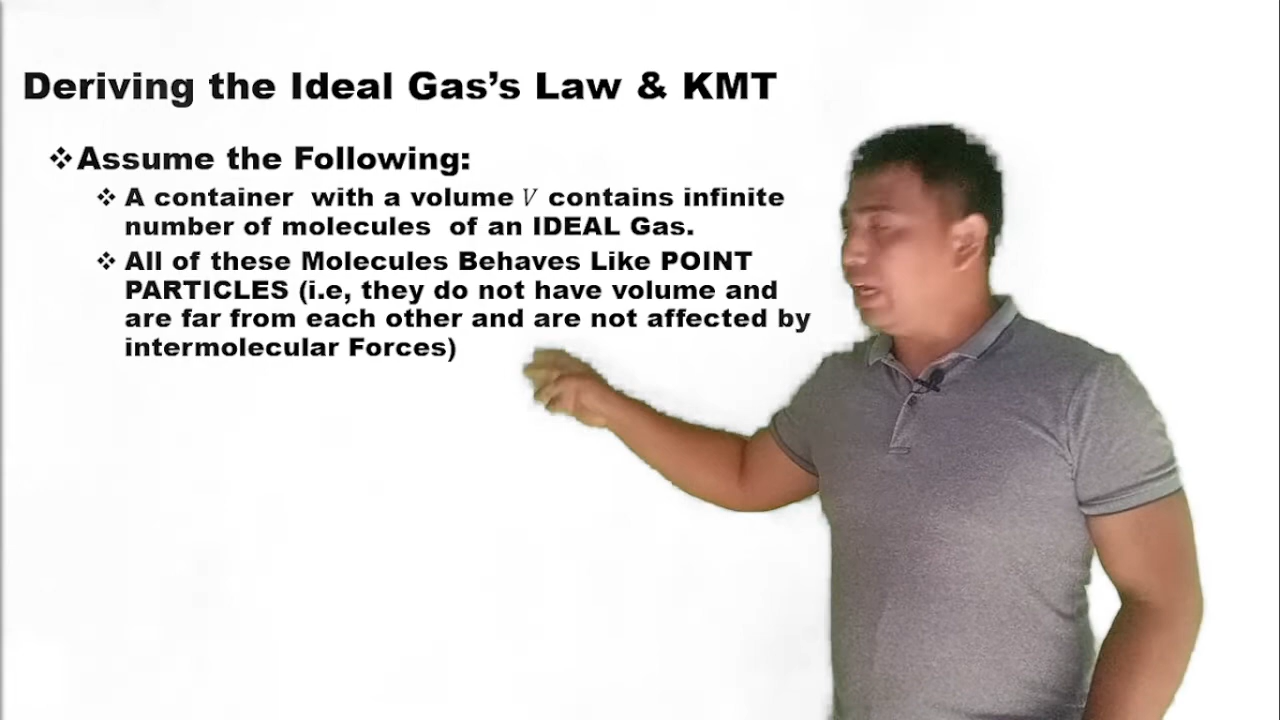 Deriving the Ideal Gas’s Law & KMT
❖Assume the Following:
❖ A container with a volume V contains infinite
number of molecules of an IDEAL Gas.
❖ All of these Molecules Behaves Like POINT
PARTICLES (i.e, they do not have volume and
are far from each other and are not affected by
intermolecular Forces)